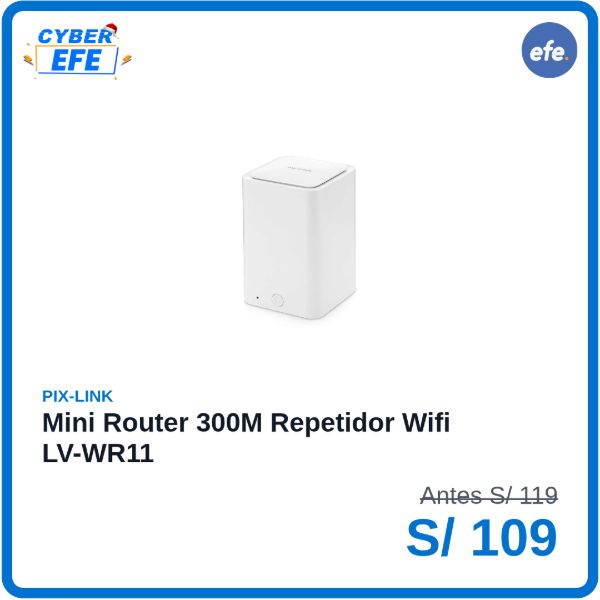 CYBER
EFE
efe.
PIX-LINK
Mini Router 300M Repetidor Wifi
LV-WR11
Antes S/ 119
S/ 109